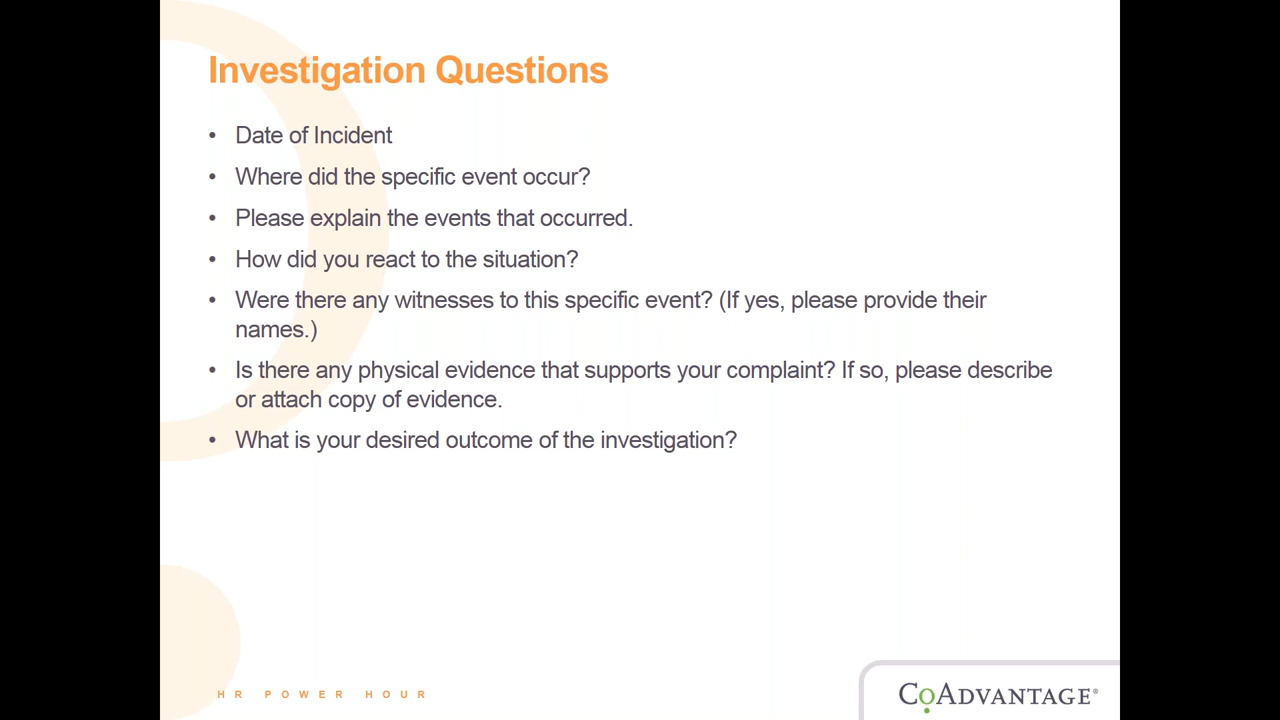 Investigation Questions
• Date of Incident
• Where did the specific event occur?
• Please explain the events that occurred.
• How did you react to the situation?
• Were there any witnesses to this specific event? (If yes, please provide their
names.)
• Is there any physical evidence that supports your complaint? If so, please describe
or attach copy of evidence.
• What is your desired outcome of the investigation?
HR POWER HOUR
COADVANTAGE®